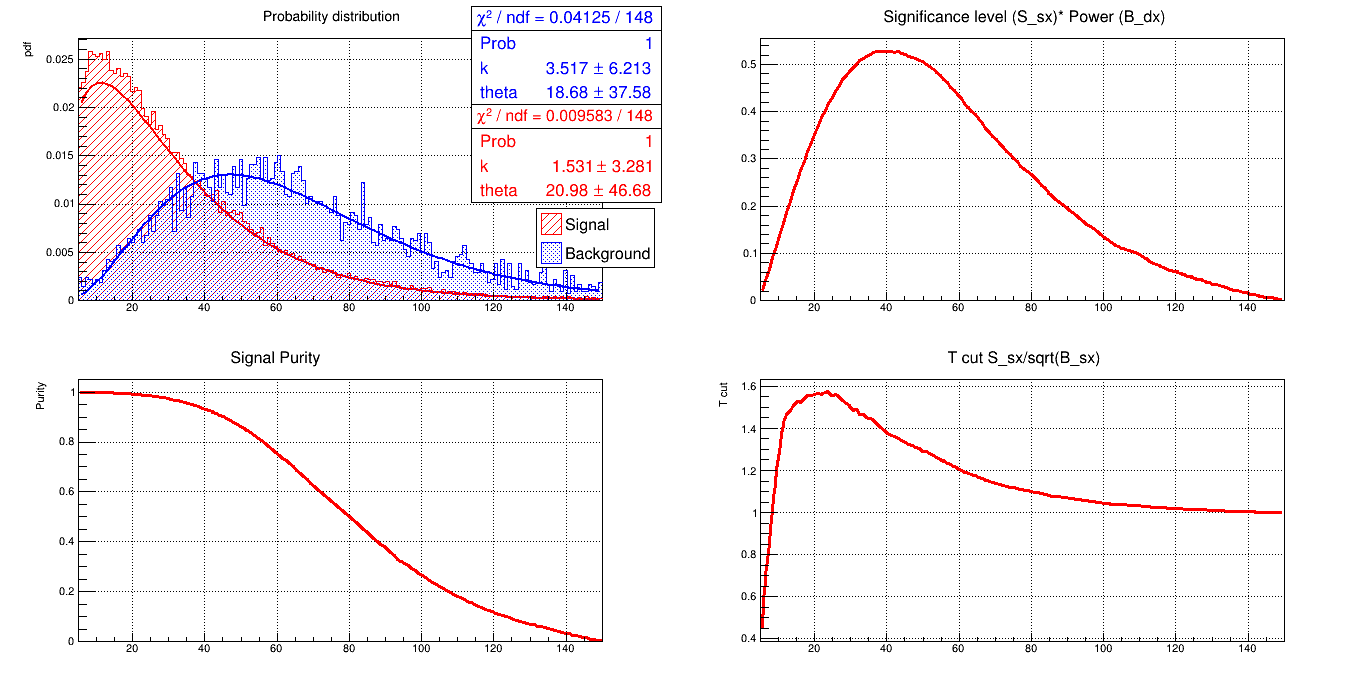 Probability distribution
pdf
0.025
0.02
0.015
0.01
0.005
0
20 40 60 80 100 120 140
χ² / ndf = 0.04125 / 148
Prob 1
k 3.517 ± 6.213
theta 18.68 ± 37.58
χ² / ndf = 0.009583 / 148
Prob 1
k 1.531 ± 3.281
theta 20.98 ± 46.68
Signal
Background
Significance level (S_sx)* Power (B_dx)
0.5
0.4
0.3
0.2
0.1
0
20 40 60 80 100 120 140
Signal Purity
Purity
1
0.8
0.6
0.4
0.2
0
20 40 60 80 100 120 140
T cut S_sx/sqrt(B_sx)
T cut
1.6
1.4
1.2
1
0.8
0.6
0.4
20 40 60 80 100 120 140